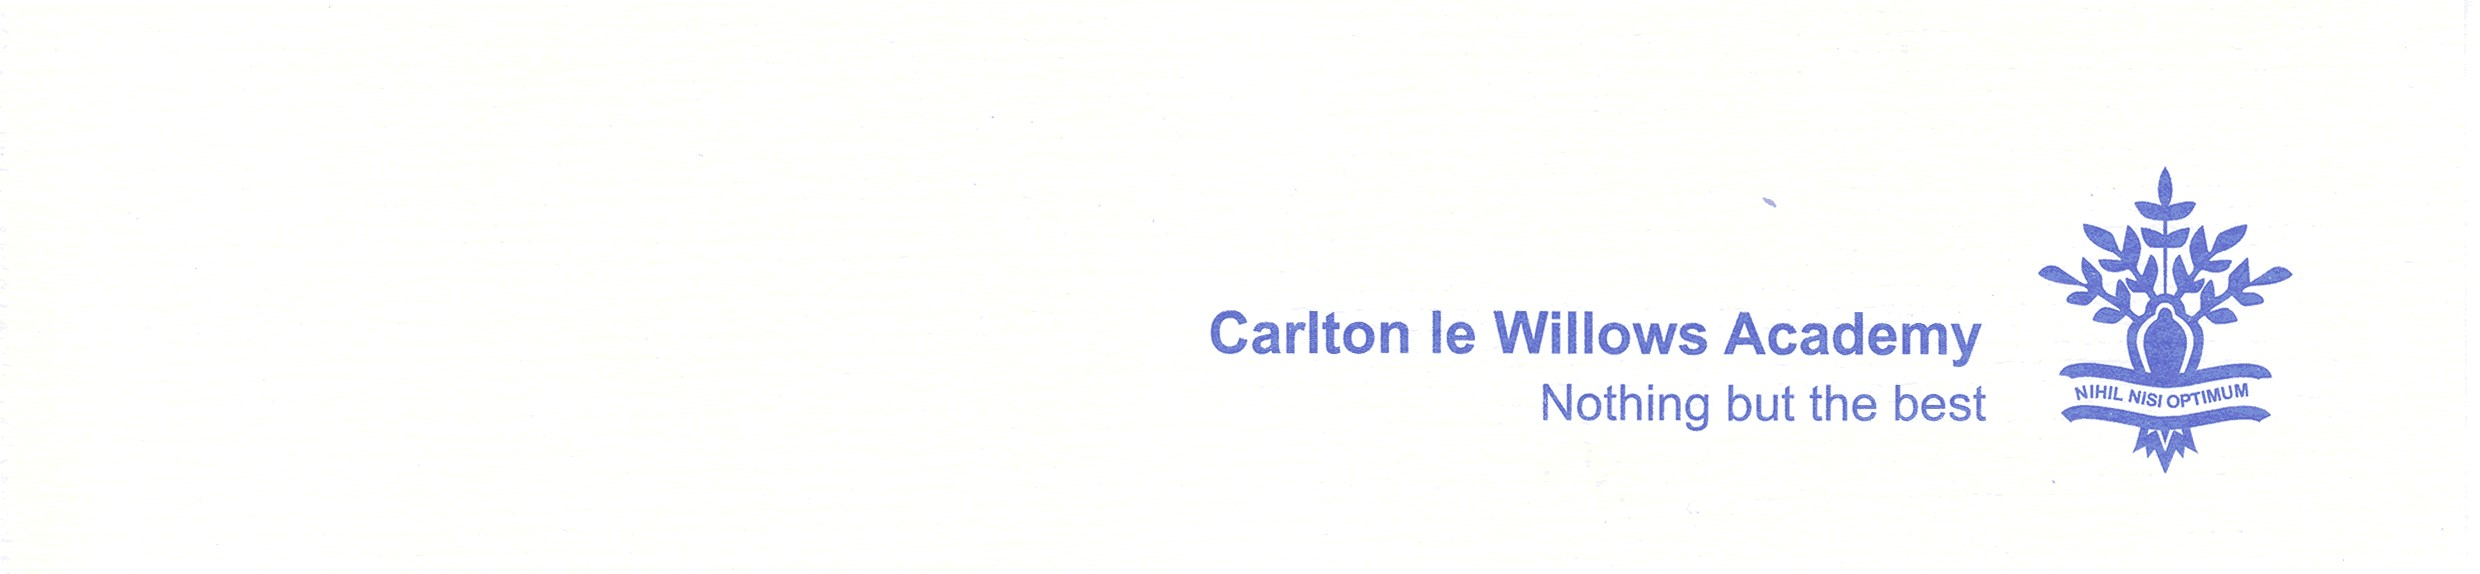 Carlton le Willows Academy
Nothing but the best
NIHIL NISI OPTIMUM